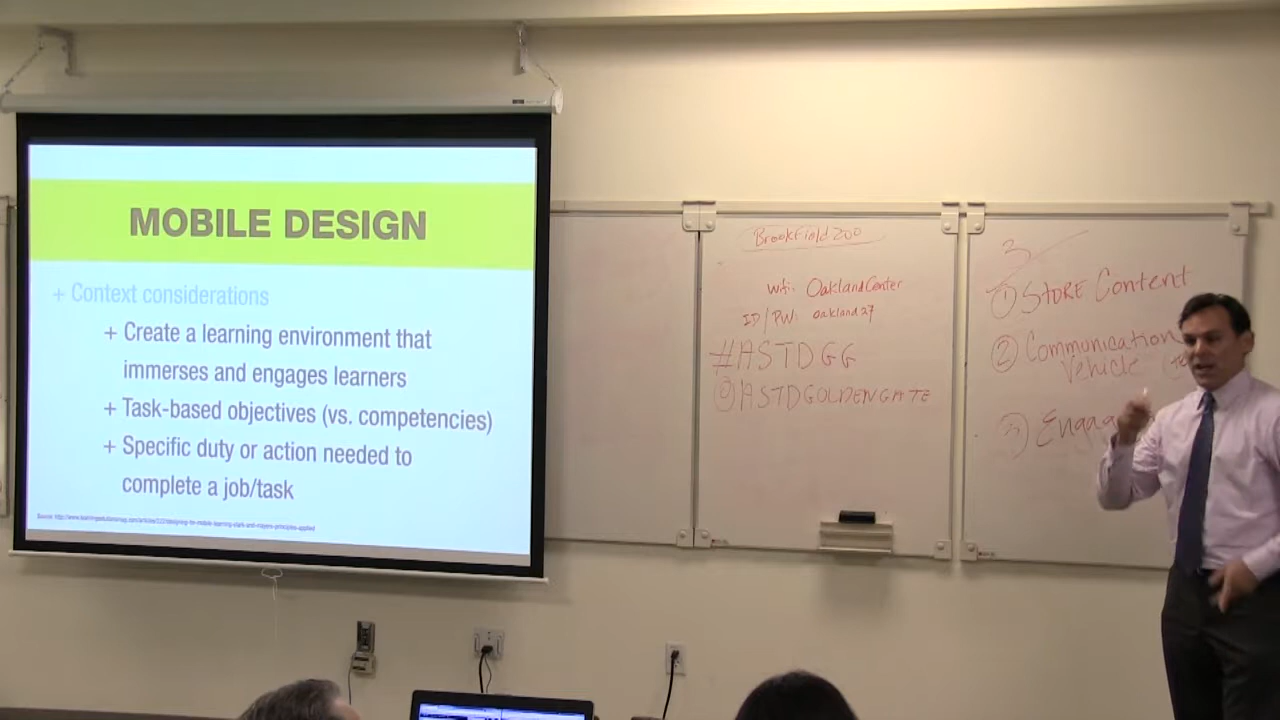 MOBILE DESIGN
+ Context considerations
+ Create a learning environment that
immerses and engages learners
+ Task-based objectives (vs. competencies)
+ Specific duty or action needed to
complete a job/task
Brookfield 200
wifi: OaklandCenter
ID/PW: oakland27
#ASTDGG
@ASTDGOLDENGATE
3
① STORE Content
② Communication
Vehicle
③